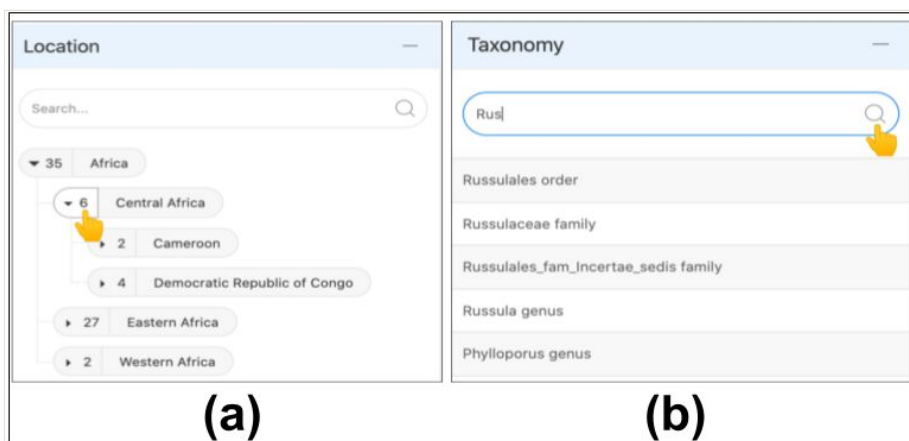 Location
Search...
35 Africa
6 Central Africa
2 Cameroon
4 Democratic Republic of Congo
27 Eastern Africa
2 Western Africa
(a)
Taxonomy
Rus
Russulales order
Russulaceae family
Russulales_fam_Incertae_sedis family
Russula genus
Phylloporus genus
(b)